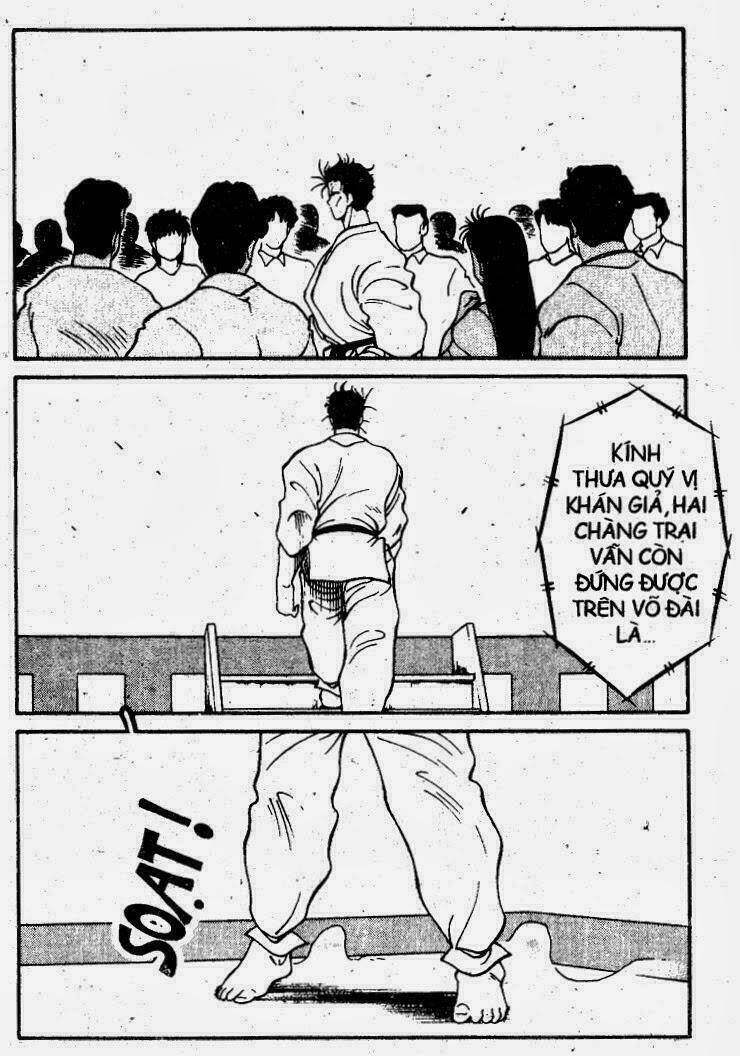 KÍNH
THƯA QUÝ VỊ
KHÁN GIẢ, HAI
CHÀNG TRAI
VẪN CÒN
ĐỨNG ĐƯỢC
TRÊN VÕ ĐÀI
LÀ...
SOẠT!